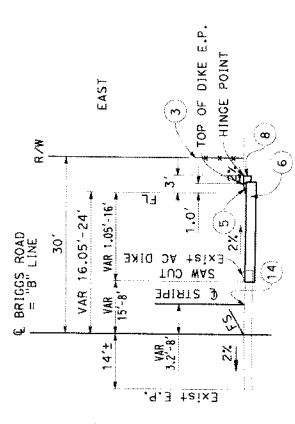 ℄ BRIGGS ROAD
= "B" LINE
R/W
30'
EAST
VAR 16.05'-24'
14'±
VAR
15'-8'
VAR 1.05'-16'
3'
FL
1.0'
3
TOP OF DIKE E.P.
HINGE POINT
Exist E.P.
VAR
3.2'-8'
℄ STRIPE
SAW CUT
Exist AC DIKE
2%
FS
2%
2%
14
5
6
8